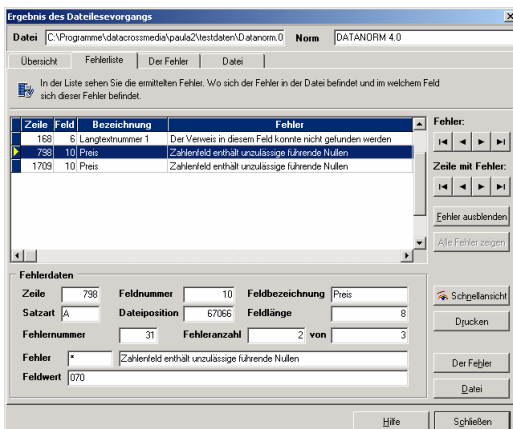 Ergebnis des Dateilesevorgangs
Datei C:\Programme\datacrossmedia\paula2\testdaten\Datanorm.0 Norm DATANORM 4.0
Übersicht Fehlerliste Der Fehler Datei
In der Liste sehen Sie die ermittelten Fehler. Wo sich der Fehler in der Datei befindet und im welchem Feld
sich dieser Fehler befindet.
Zeile Feld Bezeichnung Fehler
168 6 Langtextnummer 1 Der Verweis in diesem Feld konnte nicht gefunden werden
798 10 Preis Zahlenfeld enthält unzulässige führende Nullen
1709 10 Preis Zahlenfeld enthält unzulässige führende Nullen
Fehler:
Zeile mit Fehler:
Fehler ausblenden
Alle Fehler zeigen
Fehlerdaten
Zeile 798 Feldnummer 10 Feldbezeichnung Preis
Satzart A Dateiposition 67066 Feldlänge 8
Fehlernummer 31 Fehleranzahl 2 von 3
Fehler * Zahlenfeld enthält unzulässige führende Nullen
Feldwert 070
Schnellansicht
Drucken
Der Fehler
Datei
Hilfe Schließen